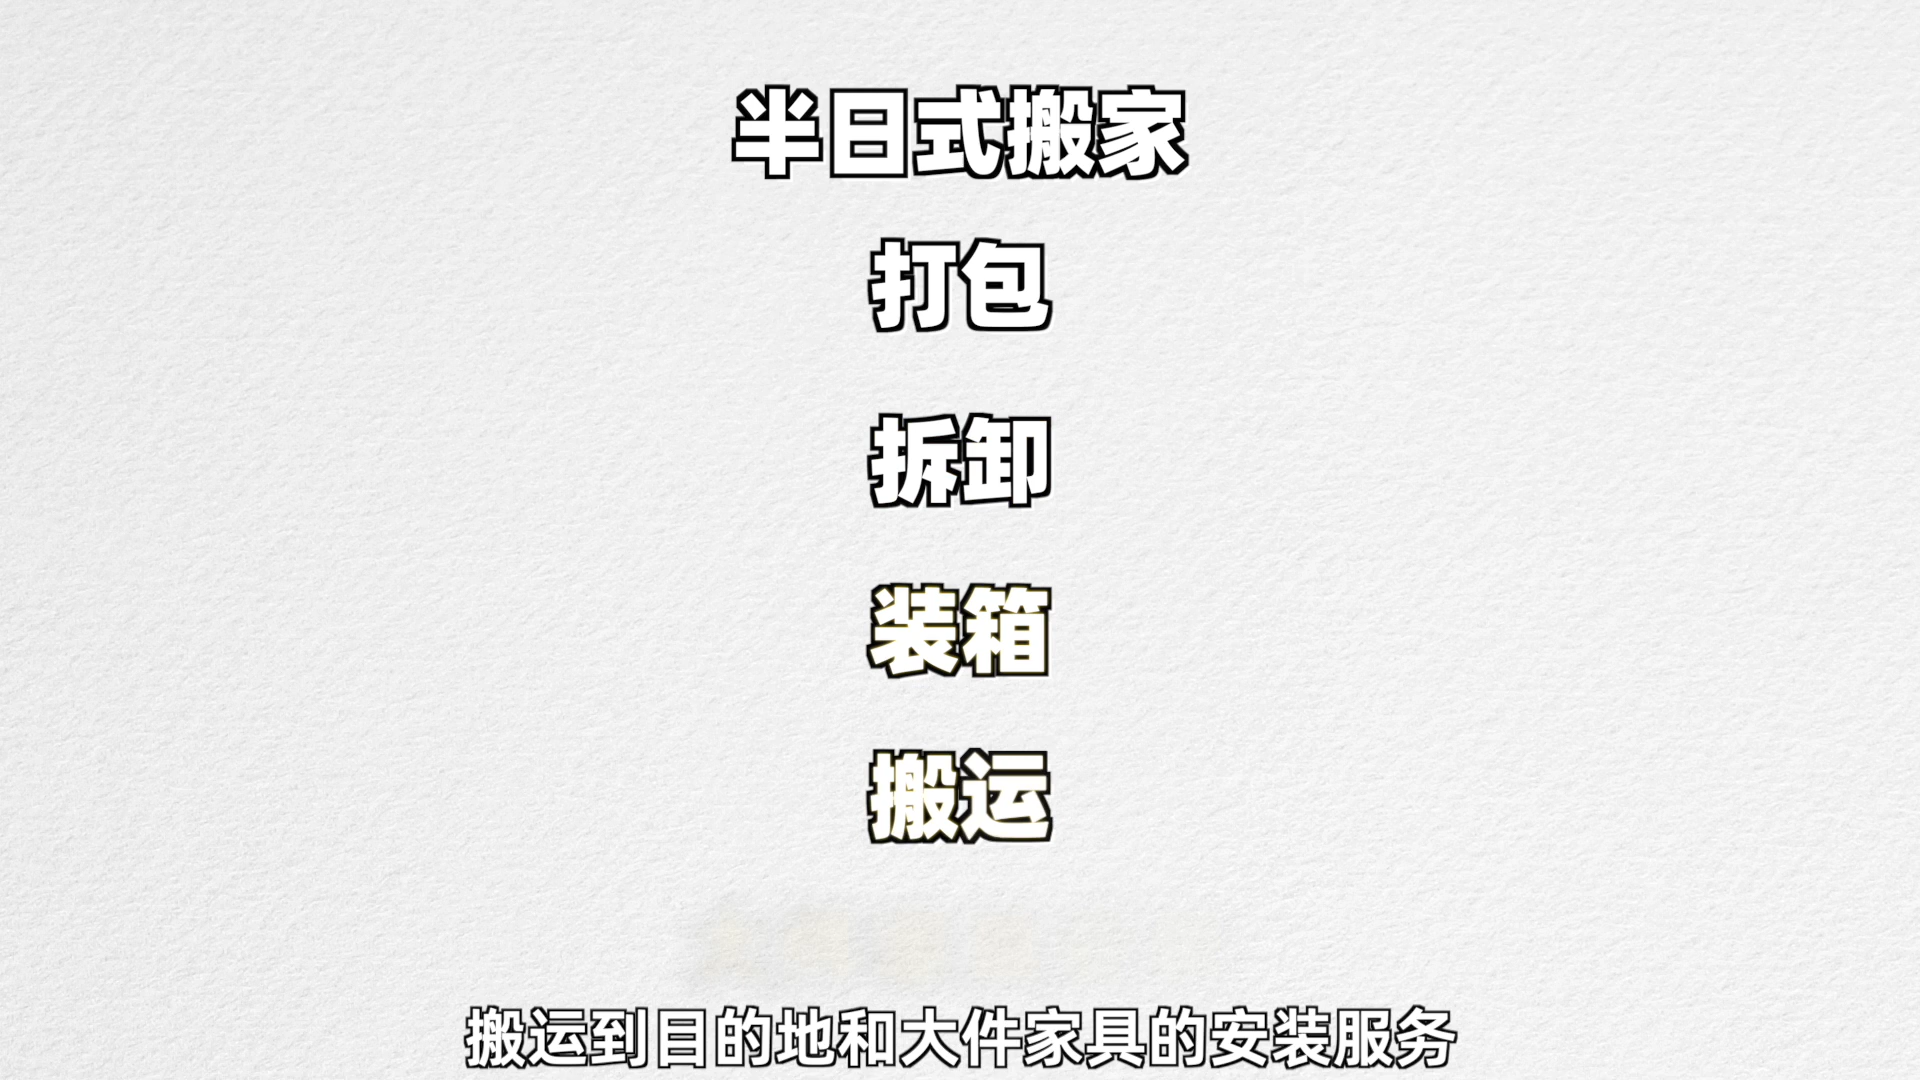 半日式搬家
打包
拆卸
装箱
搬运
搬运到目的地和大件家具的安装服务